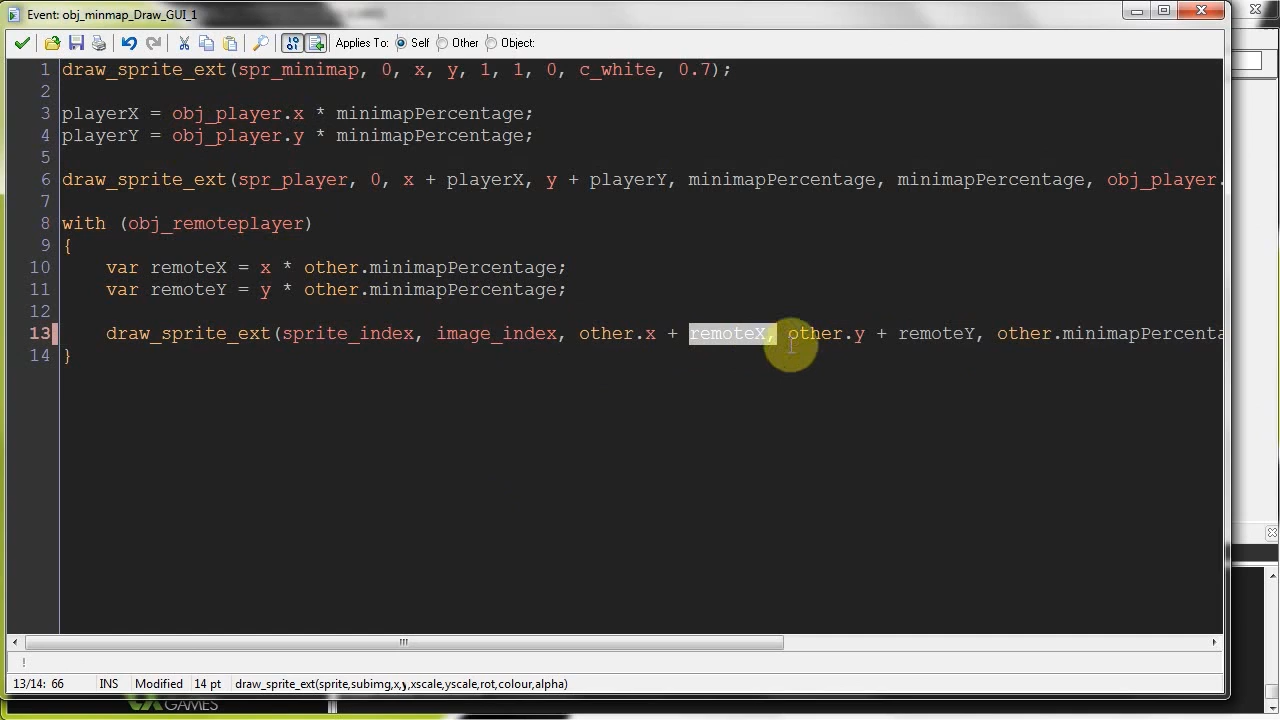 Event: obj_minmap_Draw_GUI_1
Applies To: Self Other Object:
1 draw_sprite_ext(spr_minimap, 0, x, y, 1, 1, 0, c_white, 0.7);
2
3 playerX = obj_player.x * minimapPercentage;
4 playerY = obj_player.y * minimapPercentage;
5
6 draw_sprite_ext(spr_player, 0, x + playerX, y + playerY, minimapPercentage, minimapPercentage, obj_player.
7
8 with (obj_remoteplayer)
9 {
10 var remoteX = x * other.minimapPercentage;
11 var remoteY = y * other.minimapPercentage;
12
13 draw_sprite_ext(sprite_index, image_index, other.x + remoteX, other.y + remoteY, other.minimapPercenta
14 }
!
13/14: 66 INS Modified 14 pt draw_sprite_ext(sprite,subimg,x,y,xscale,yscale,rot,colour,alpha)
GAMES